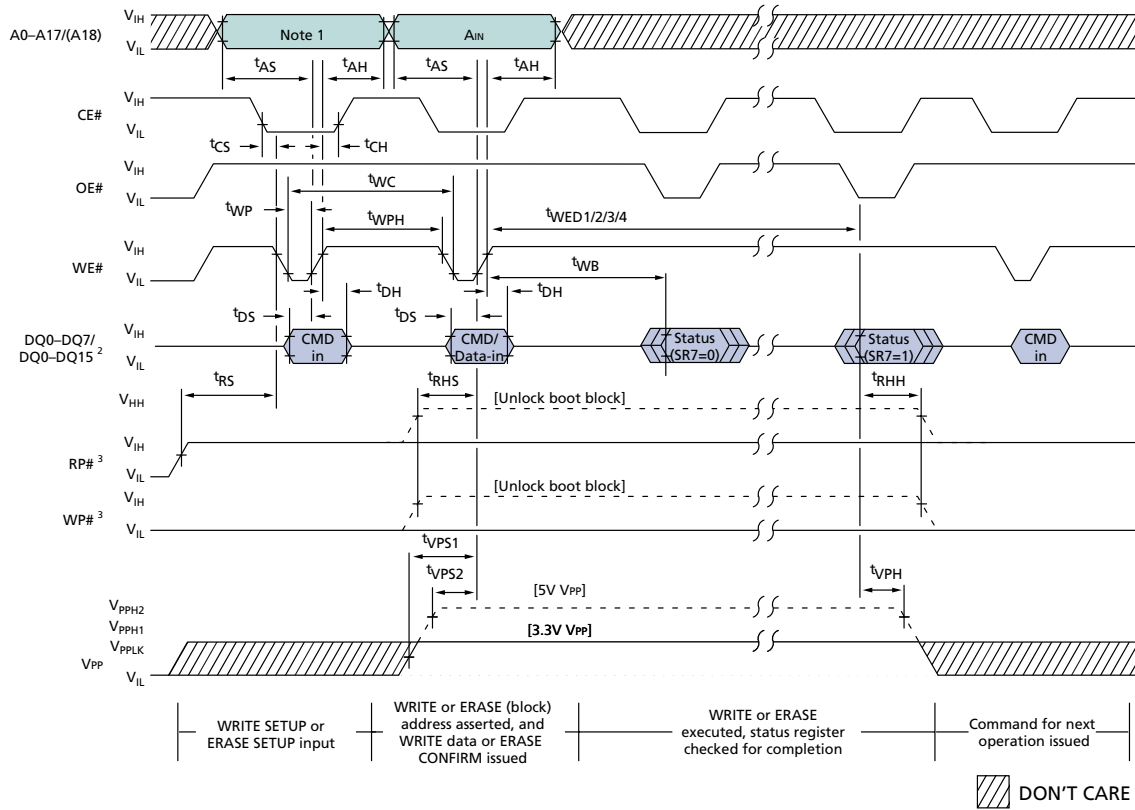 A0–A17/(A18)
VIH
VIL
Note 1
AIN
tAS
tAH
tAS
tAH
CE#
VIH
VIL
tCS
tCH
OE#
VIH
VIL
tWC
tWP
tWPH
tWED1/2/3/4
WE#
VIH
VIL
tWB
tDH
tDH
tDS
tDS
DQ0–DQ7/
DQ0–DQ15 2
VIH
VIL
CMD
in
CMD/
Data-in
Status
(SR7=0)
Status
(SR7=1)
CMD
in
tRS
tRHS
tRHH
VHH
[Unlock boot block]
VIH
RP# 3
VIL
VIH
[Unlock boot block]
WP# 3
VIL
tVPS1
tVPS2
tVPH
VPPH2
[5V VPP]
VPPH1
[3.3V VPP]
VPPLK
VPP
VIL
WRITE SETUP or
ERASE SETUP input
WRITE or ERASE (block)
address asserted, and
WRITE data or ERASE
CONFIRM issued
WRITE or ERASE
executed, status register
checked for completion
Command for next
operation issued
DON'T CARE